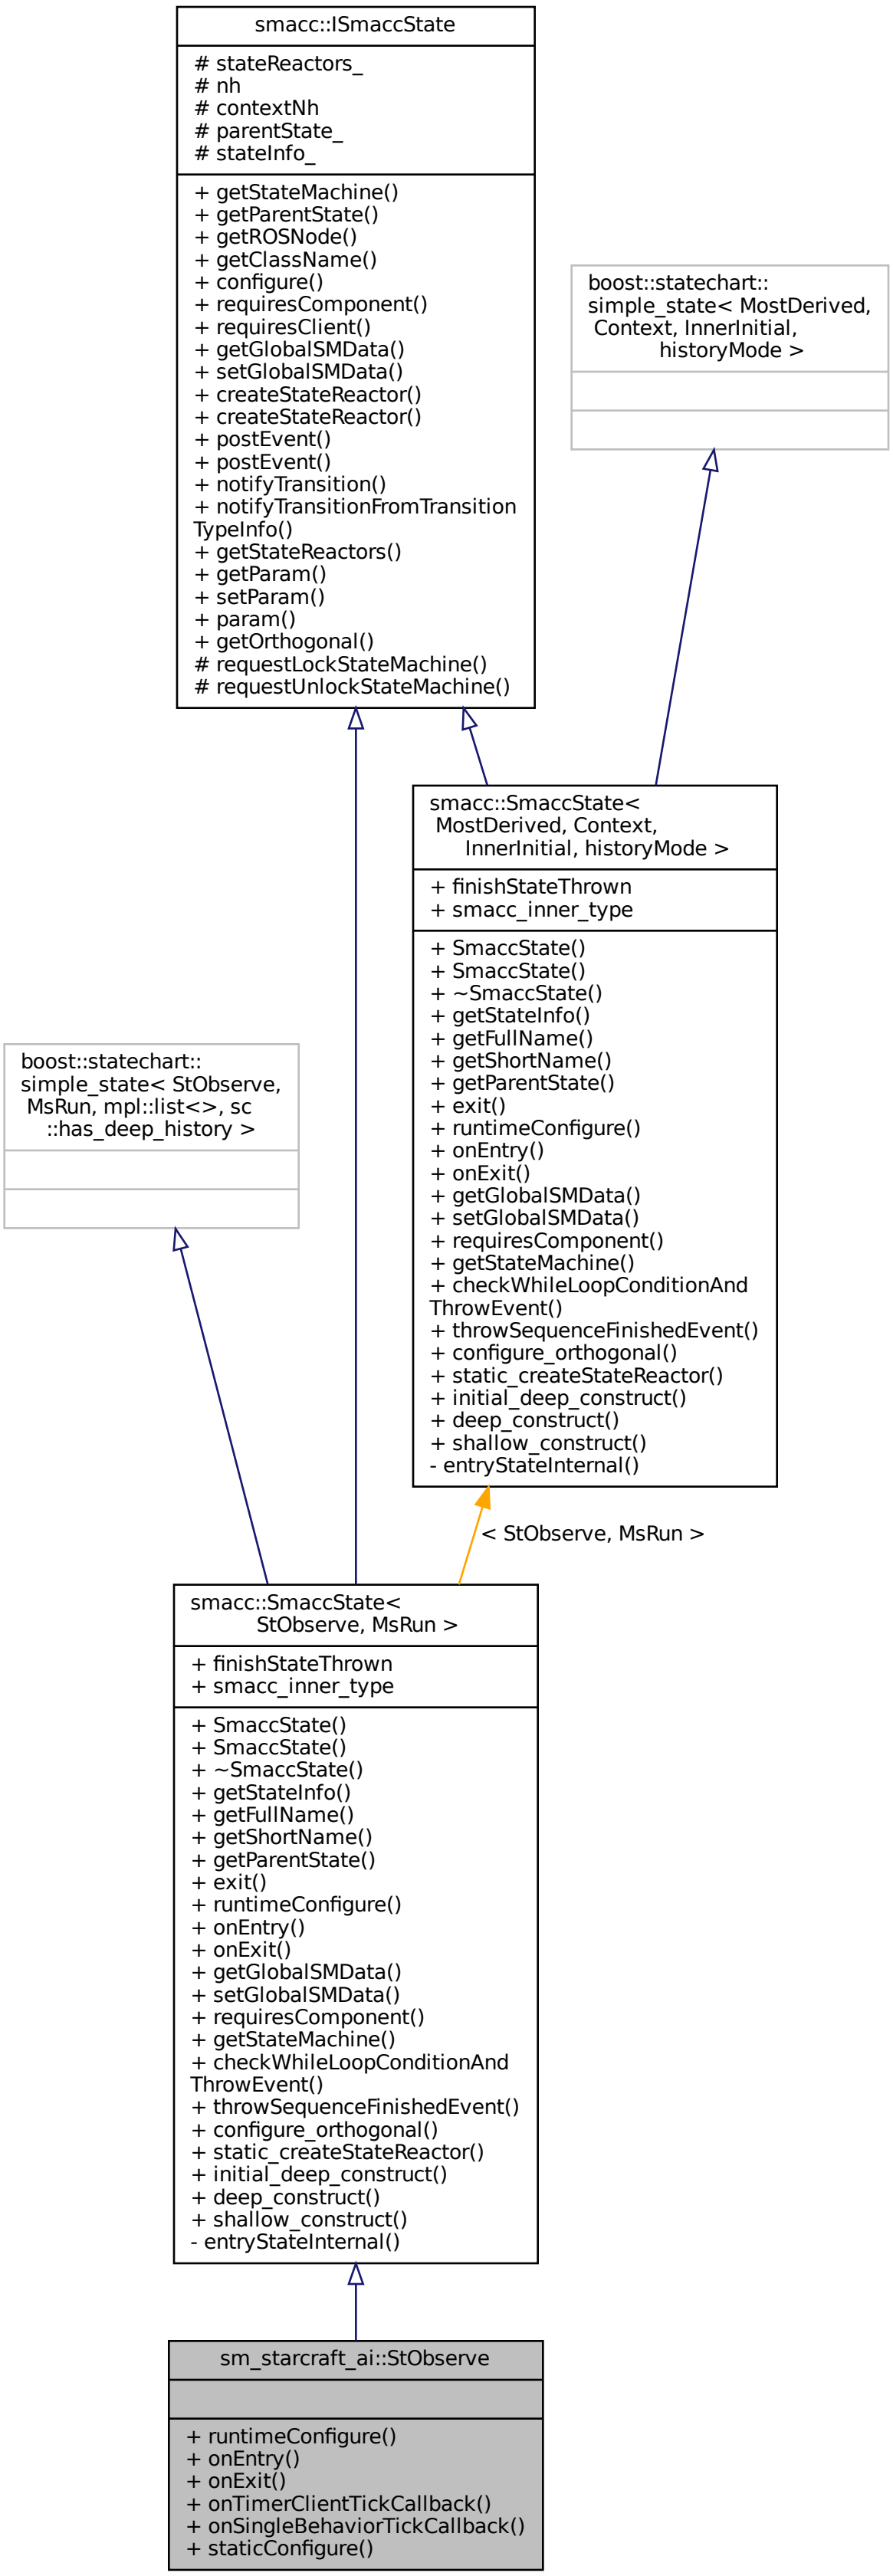 smacc::ISmaccState
# stateReactors_
# nh
# contextNh
# parentState_
# stateInfo_
+ getStateMachine()
+ getParentState()
+ getROSNode()
+ getClassName()
+ configure()
+ requiresComponent()
+ requiresClient()
+ getGlobalSMData()
+ setGlobalSMData()
+ createStateReactor()
+ createStateReactor()
+ postEvent()
+ postEvent()
+ notifyTransition()
+ notifyTransitionFromTransition
TypeInfo()
+ getStateReactors()
+ getParam()
+ setParam()
+ param()
+ getOrthogonal()
# requestLockStateMachine()
# requestUnlockStateMachine()
boost::statechart::
simple_state< MostDerived,
Context, InnerInitial,
historyMode >
smacc::SmaccState<
MostDerived, Context,
InnerInitial, historyMode >
+ finishStateThrown
+ smacc_inner_type
+ SmaccState()
+ SmaccState()
+ ~SmaccState()
+ getStateInfo()
+ getFullName()
+ getShortName()
+ getParentState()
+ exit()
+ runtimeConfigure()
+ onEntry()
+ onExit()
+ getGlobalSMData()
+ setGlobalSMData()
+ requiresComponent()
+ getStateMachine()
+ checkWhileLoopConditionAnd
ThrowEvent()
+ throwSequenceFinishedEvent()
+ configure_orthogonal()
+ static_createStateReactor()
+ initial_deep_construct()
+ deep_construct()
+ shallow_construct()
- entryStateInternal()
boost::statechart::
simple_state< StObserve,
MsRun, mpl::list<>, sc
::has_deep_history >
< StObserve, MsRun >
smacc::SmaccState<
StObserve, MsRun >
+ finishStateThrown
+ smacc_inner_type
+ SmaccState()
+ SmaccState()
+ ~SmaccState()
+ getStateInfo()
+ getFullName()
+ getShortName()
+ getParentState()
+ exit()
+ runtimeConfigure()
+ onEntry()
+ onExit()
+ getGlobalSMData()
+ setGlobalSMData()
+ requiresComponent()
+ getStateMachine()
+ checkWhileLoopConditionAnd
ThrowEvent()
+ throwSequenceFinishedEvent()
+ configure_orthogonal()
+ static_createStateReactor()
+ initial_deep_construct()
+ deep_construct()
+ shallow_construct()
- entryStateInternal()
sm_starcraft_ai::StObserve
+ runtimeConfigure()
+ onEntry()
+ onExit()
+ onTimerClientTickCallback()
+ onSingleBehaviorTickCallback()
+ staticConfigure()